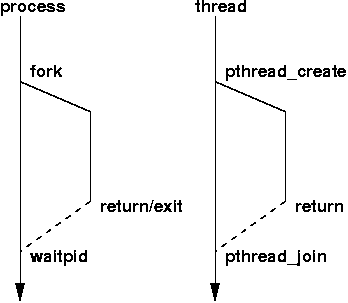 process
fork
return/exit
waitpid
thread
pthread_create
return
pthread_join